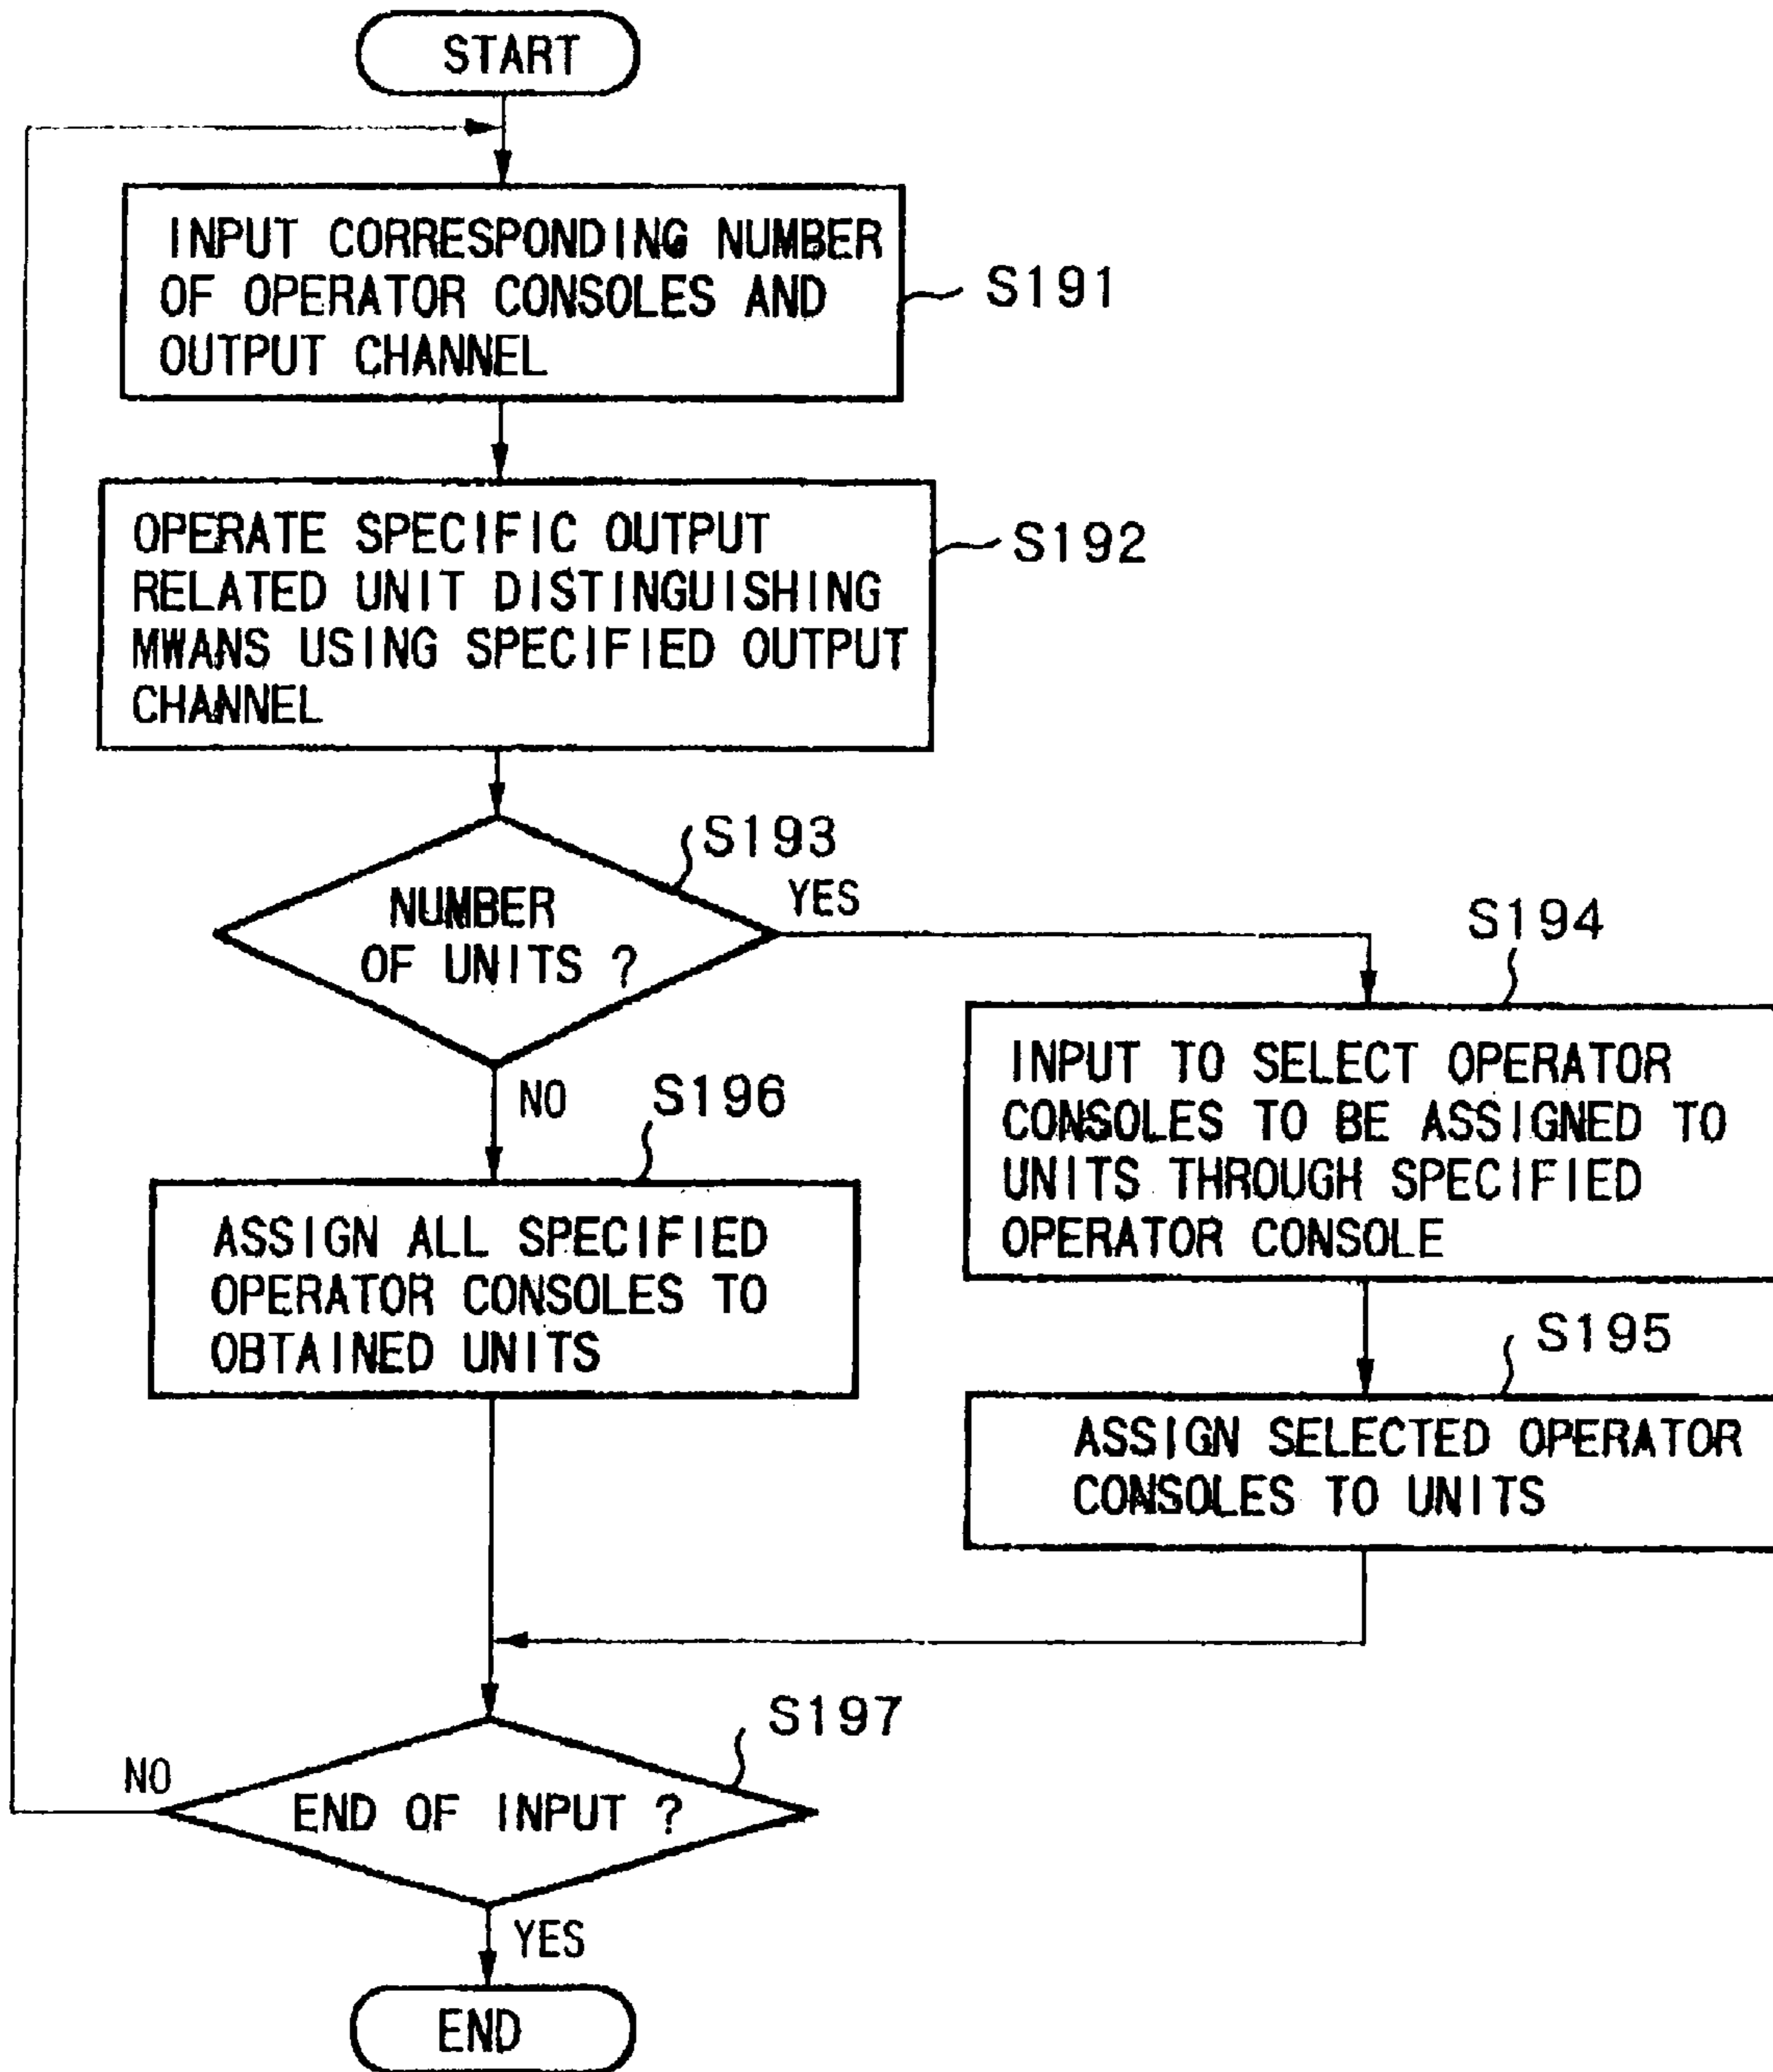 START
INPUT CORRESPONDING NUMBER
OF OPERATOR CONSOLES AND
OUTPUT CHANNEL
S191
OPERATE SPECIFIC OUTPUT
RELATED UNIT DISTINGUISHING
MWANS USING SPECIFIED OUTPUT
CHANNEL
S192
S193
NUMBER
OF UNITS ?
YES
NO
S194
INPUT TO SELECT OPERATOR
CONSOLES TO BE ASSIGNED TO
UNITS THROUGH SPECIFIED
OPERATOR CONSOLE
S196
ASSIGN ALL SPECIFIED
OPERATOR CONSOLES TO
OBTAINED UNITS
S195
ASSIGN SELECTED OPERATOR
CONSOLES TO UNITS
S197
NO
END OF INPUT ?
YES
END